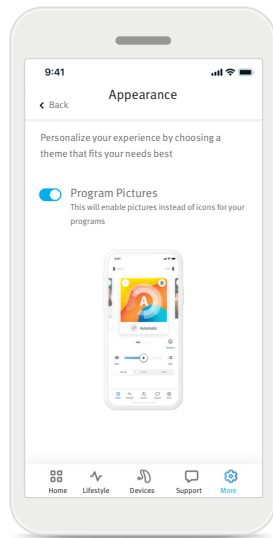 9:41
Appearance
Back
Personalize your experience by choosing a
theme that fits your needs best
Program Pictures
This will enable pictures instead of icons for your
programs
A
Automatic
Home Lifestyle Devices Support More